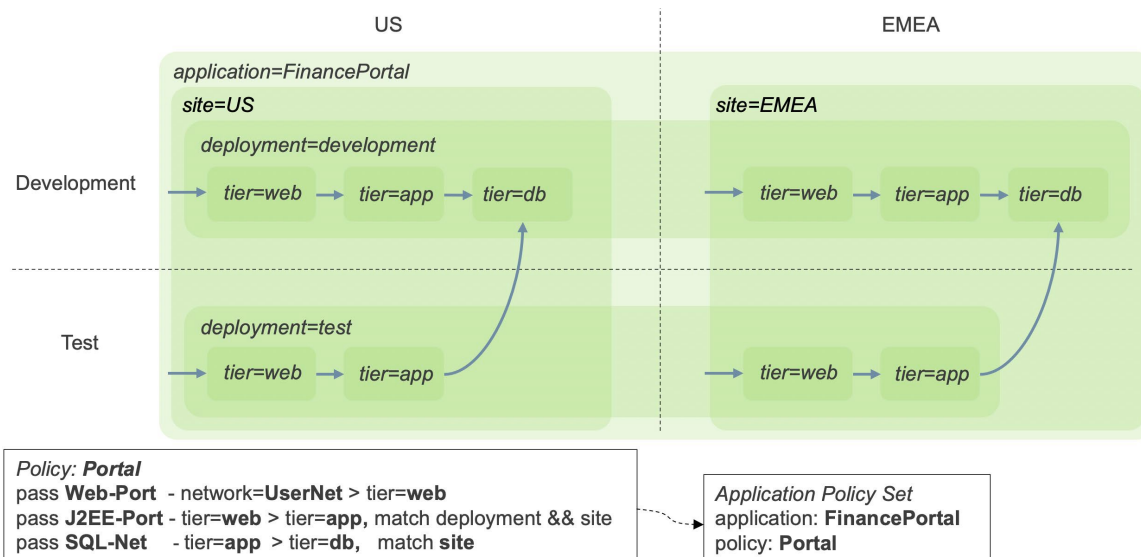 US
EMEA
application=FinancePortal
site=US
site=EMEA
deployment=development
Development
tier=web
tier=app
tier=db
tier=web
tier=app
tier=db
Test
deployment=test
tier=web
tier=app
tier=web
tier=app
Policy: Portal
pass Web-Port - network=UserNet > tier=web
pass J2EE-Port - tier=web > tier=app, match deployment && site
pass SQL-Net - tier=app > tier=db, match site
Application Policy Set
application: FinancePortal
policy: Portal